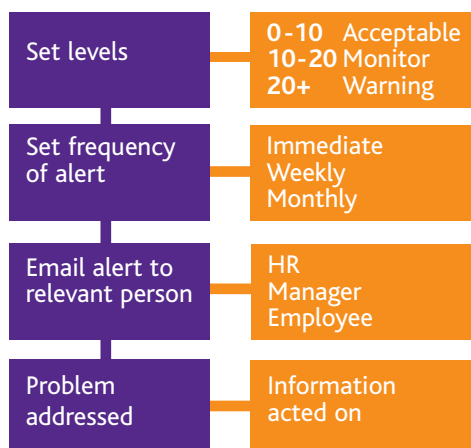 Set levels
0-10 Acceptable
10-20 Monitor
20+ Warning
Set frequency
of alert
Immediate
Weekly
Monthly
Email alert to
relevant person
HR
Manager
Employee
Problem
addressed
Information
acted on